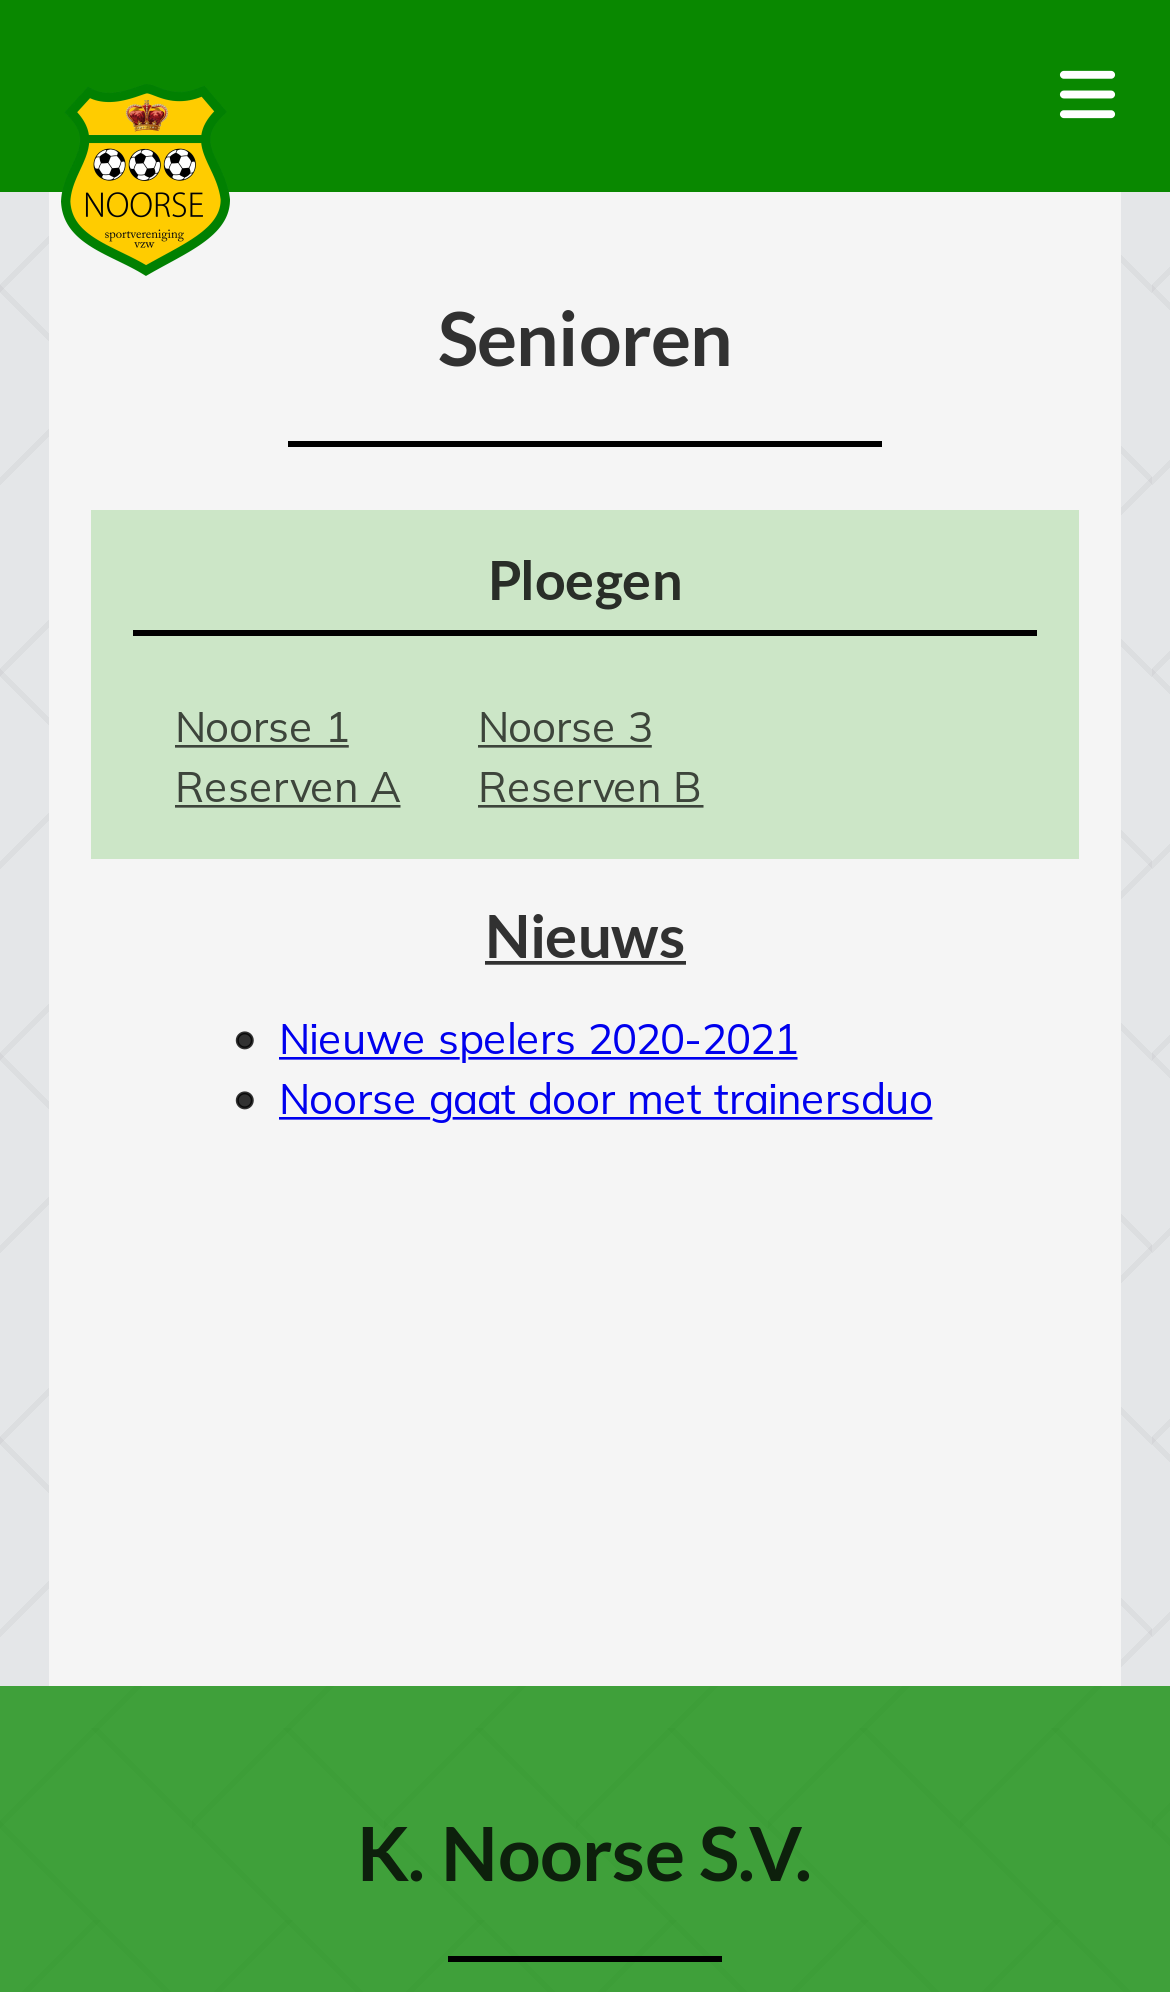 NOORSE
sportvereniging
vzw
Senioren
Ploegen
Noorse 1
Reserven A
Noorse 3
Reserven B
Nieuws
Nieuwe spelers 2020-2021
Noorse gaat door met trainersduo
K. Noorse S.V.